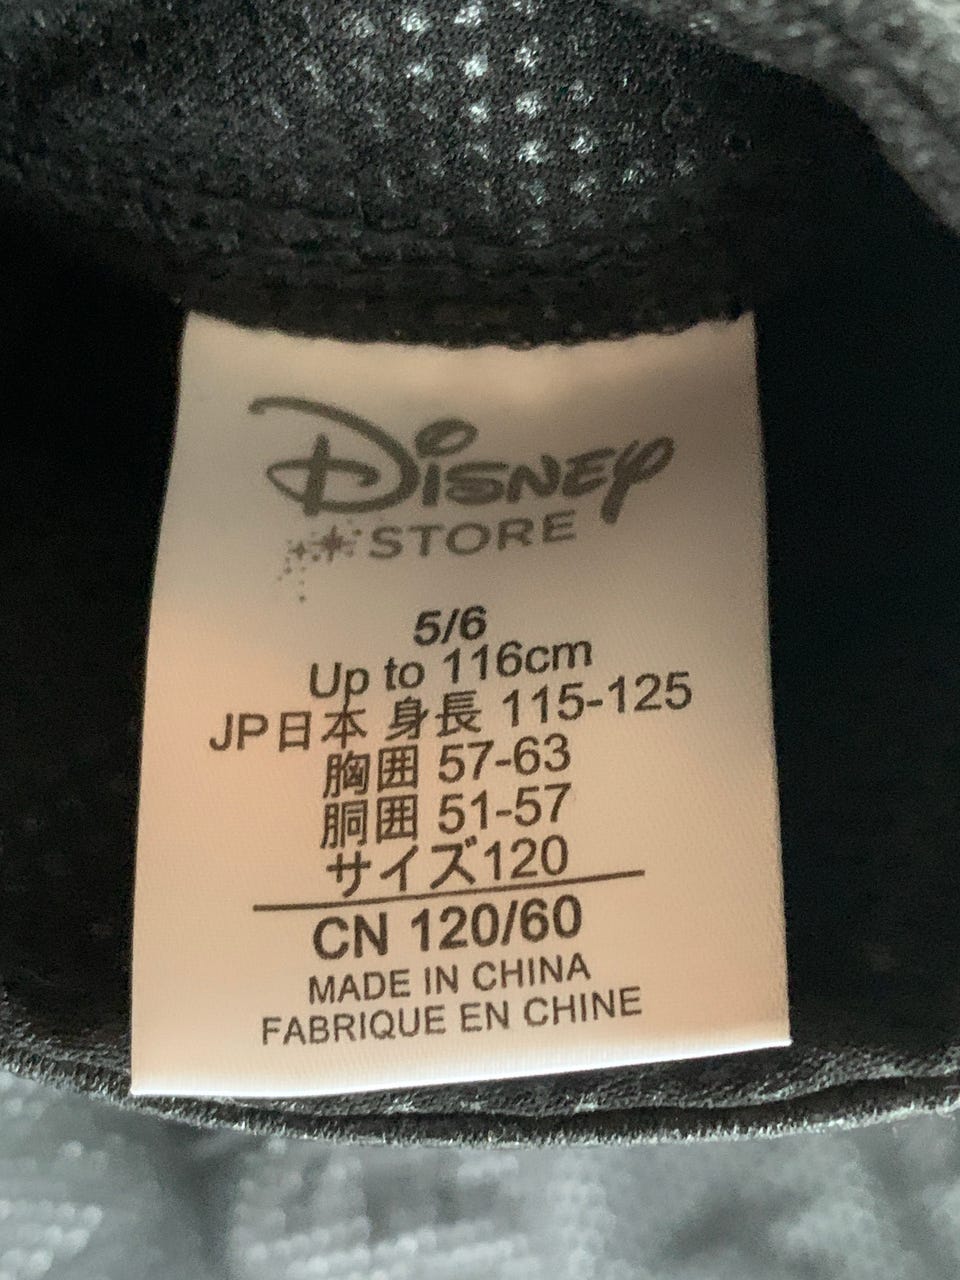 Disney
STORE
5/6
Up to 116cm
JP日本 身長 115-125
胸囲 57-63
胴囲 51-57
サイズ120
CN 120/60
MADE IN CHINA
FABRIQUE EN CHINE